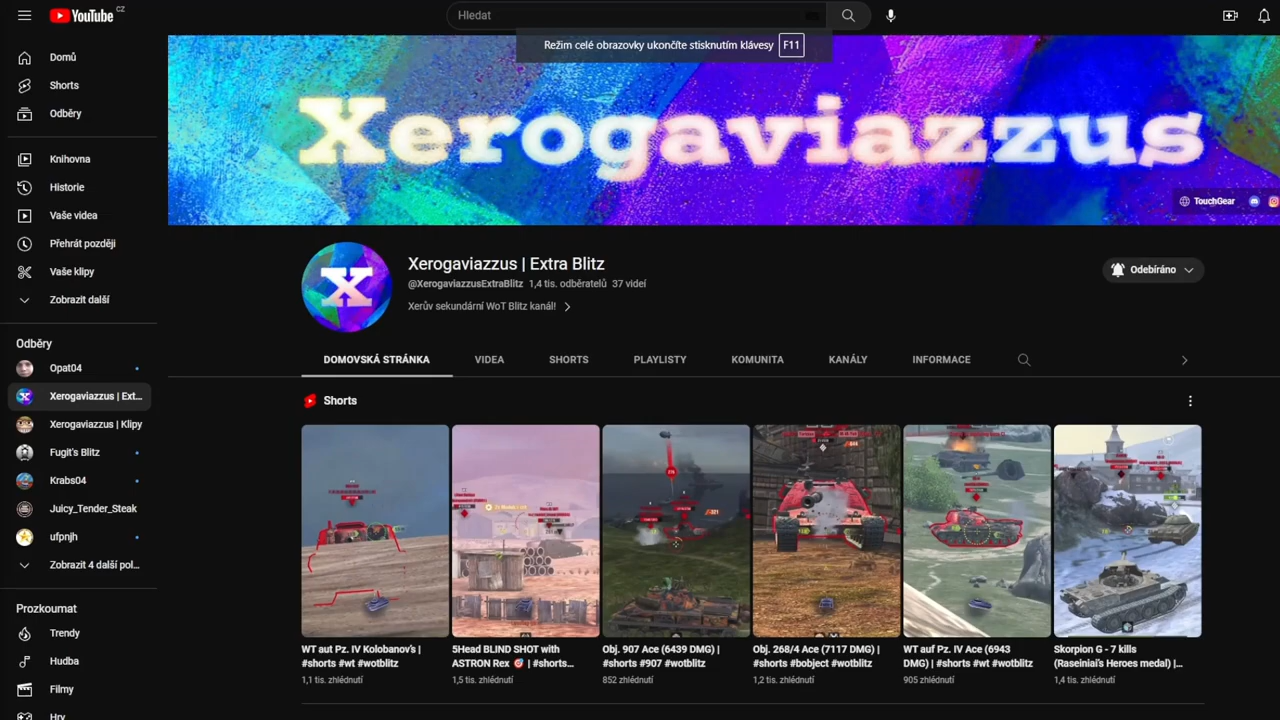 YouTube CZ
Hledat
Režim celé obrazovky ukončíte stisknutím klávesy F11
Domů
Shorts
Odběry
Knihovna
Historie
Vaše videa
Přehrát později
Vaše klipy
Zobrazit další
Odběry
Opat04
Xerogaviazzus | Ext...
Xerogaviazzus | Klipy
Fugit's Blitz
Krabs04
Juicy_Tender_Steak
ufpnjh
Zobrazit 4 další pol...
Prozkoumat
Trendy
Hudba
Filmy
Hry
Xerogaviazzus
TouchGear
X
Xerogaviazzus | Extra Blitz
@XerogaviazzusExtraBlitz 1,4 tis. odběratelů 37 videí
Xerův sekundární WoT Blitz kanál!
Odebíráno
DOMOVSKÁ STRÁNKA VIDEA SHORTS PLAYLISTY KOMUNITA KANÁLY INFORMACE
Shorts
WT aut Pz. IV Kolobanov's |
#shorts #wt #wotblitz
1,1 tis. zhlédnutí
5Head BLIND SHOT with
ASTRON Rex 🎯 | #shorts...
1,5 tis. zhlédnutí
Obj. 907 Ace (6439 DMG) |
#shorts #907 #wotblitz
852 zhlédnutí
Obj. 268/4 Ace (7117 DMG) |
#shorts #bobject #wotblitz
1,2 tis. zhlédnutí
WT auf Pz. IV Ace (6943
DMG) | #shorts #wt #wotblitz
905 zhlédnutí
Skorpion G - 7 kills
(Raseiniai's Heroes medal) |...
1,4 tis. zhlédnutí